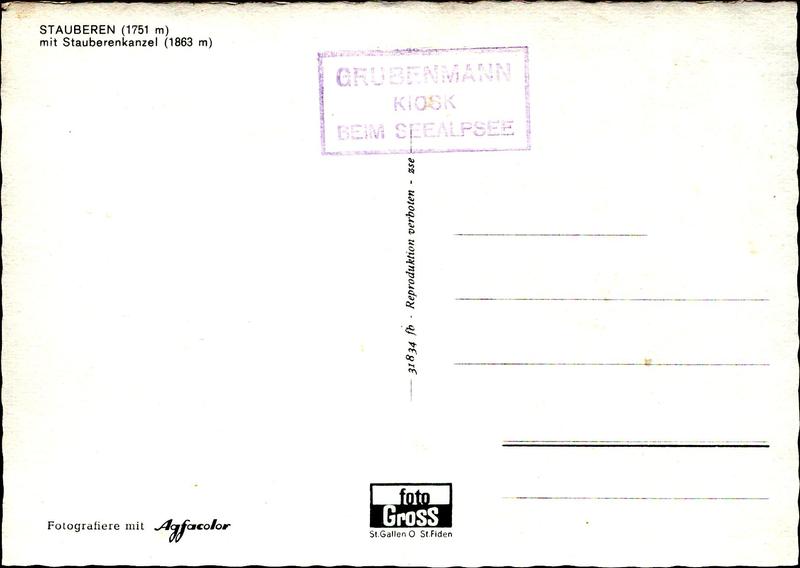 STAUBEREN (1751 m)
mit Stauberenkanzel (1863 m)
GRUBENMANN
KIOSK
BEIM SEEALPSEE
31834 fb - Reproduktion verboten - zse
Fotografiere mit Agfacolor
foto
Gross
St.Gallen O St.Fiden